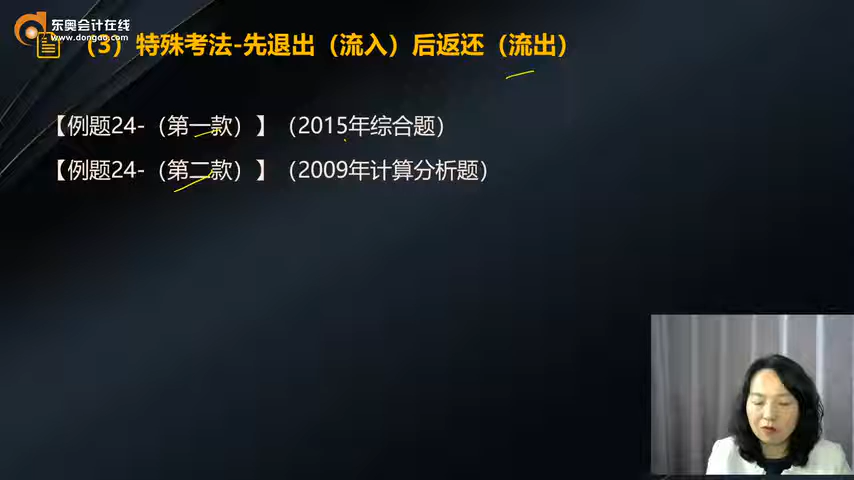 东奥会计在线
www.dongao.com
（3）特殊考法-先退出（流入）后返还（流出）
【例题24-（第一款）】（2015年综合题）
【例题24-（第二款）】（2009年计算分析题）